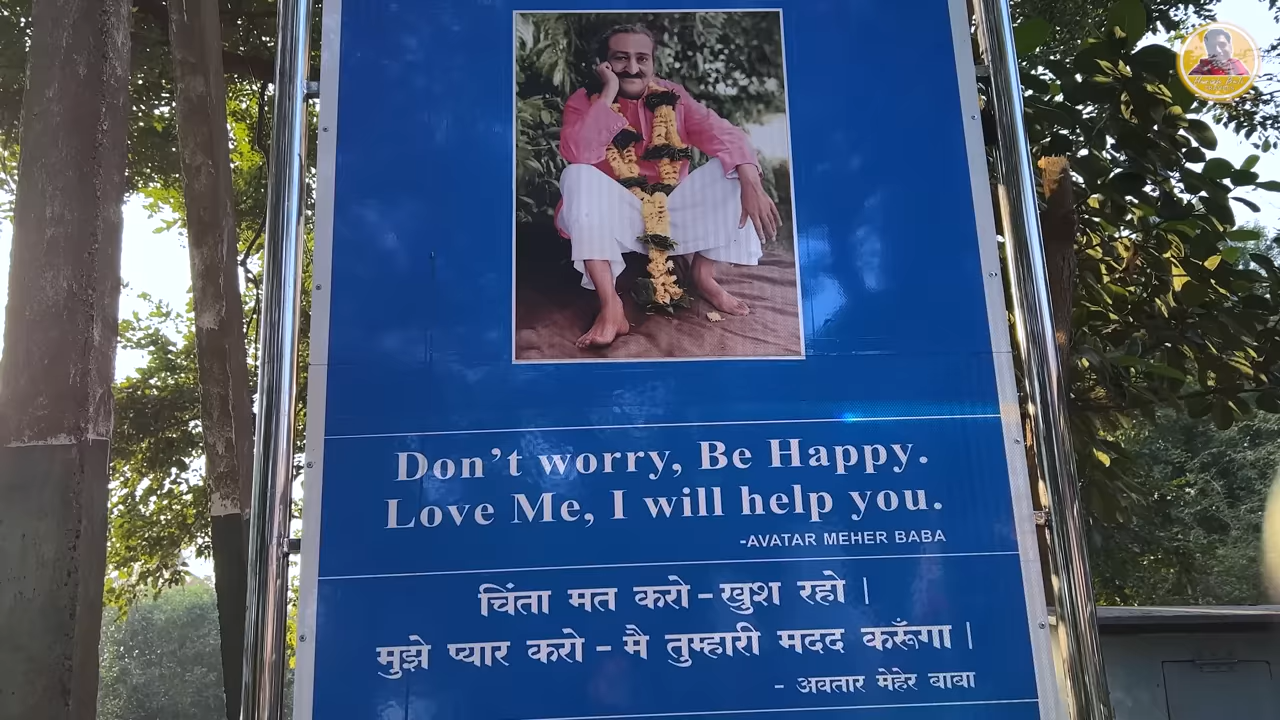 Don't worry, Be Happy.
Love Me, I will help you.
-AVATAR MEHER BABA
चिंता मत करो - खुश रहो |
मुझे प्यार करो - मै तुम्हारी मदद करूँगा |
- अवतार मेहेर बाबा